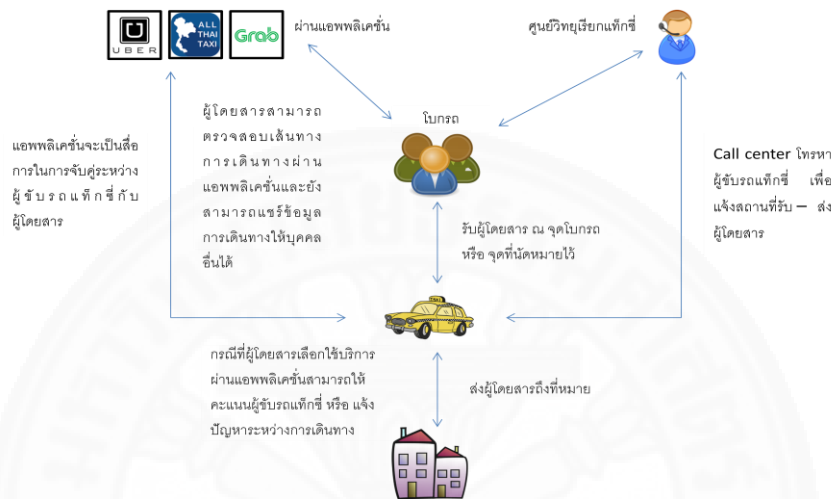 UBER
ALL
THAI
TAXI
Grab
ผ่านแอพพลิเคชั่น
ศูนย์วิทยุเรียกแท็กซี่
โบกรถ
แอพพลิเคชั่นจะเป็นสื่อ
การในการจับคู่ระหว่าง
ผู้ขับรถแท็กซี่กับ
ผู้โดยสาร
ผู้โดยสารสามารถ
ตรวจสอบเส้นทาง
การเดินทางผ่าน
แอพพลิเคชั่นและยัง
สามารถแชร์ข้อมูล
การเดินทางให้บุคคล
อื่นได้
Call center โทรหา
ผู้ขับรถแท็กซี่ เพื่อ
แจ้งสถานที่รับ – ส่ง
ผู้โดยสาร
รับผู้โดยสาร ณ จุดโบกรถ
หรือ จุดที่นัดหมายไว้
กรณีที่ผู้โดยสารเลือกใช้บริการ
ผ่านแอพพลิเคชั่นสามารถให้
คะแนนผู้ขับรถแท็กซี่ หรือ แจ้ง
ปัญหาระหว่างการเดินทาง
ส่งผู้โดยสารถึงที่หมาย